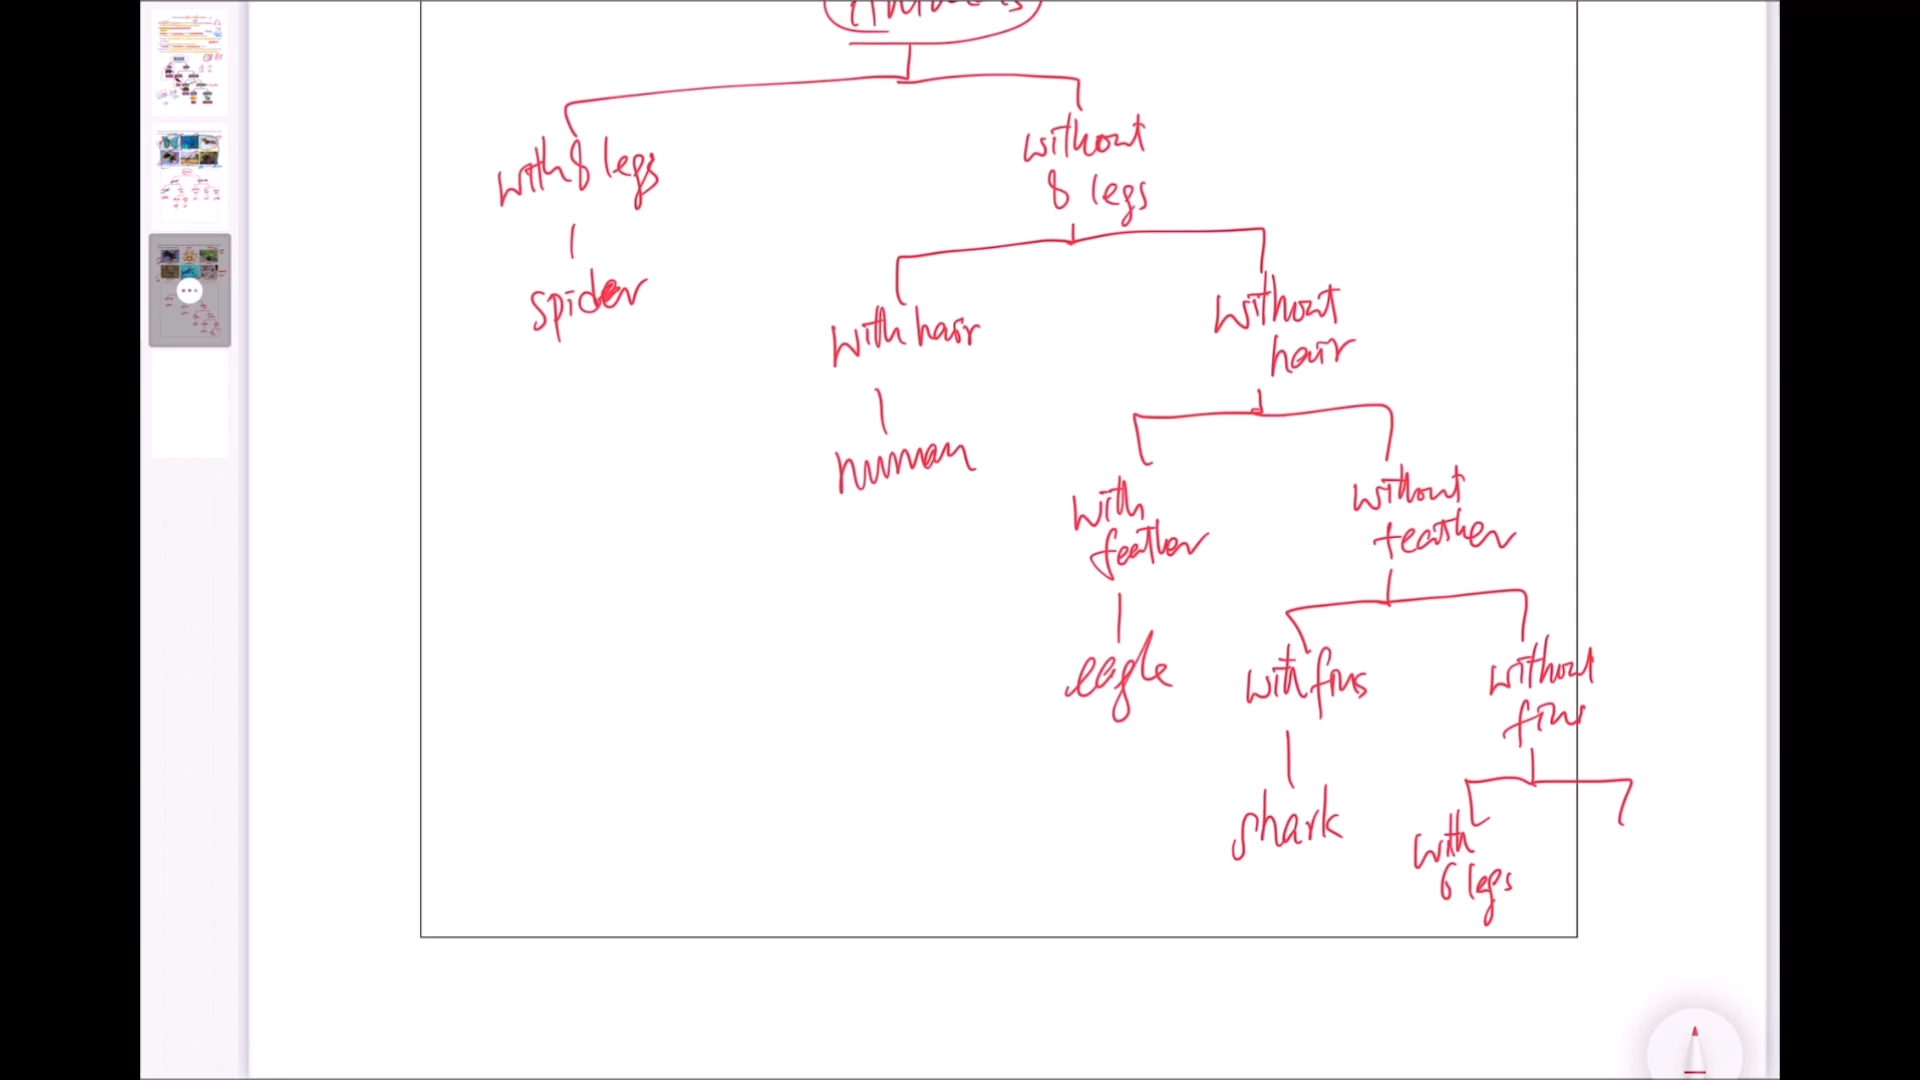 with 8 legs
without
8 legs
spider
with hair
without
hair
human
with
feather
without
feather
eagle
with fins
without
fins
shark
with
6 legs